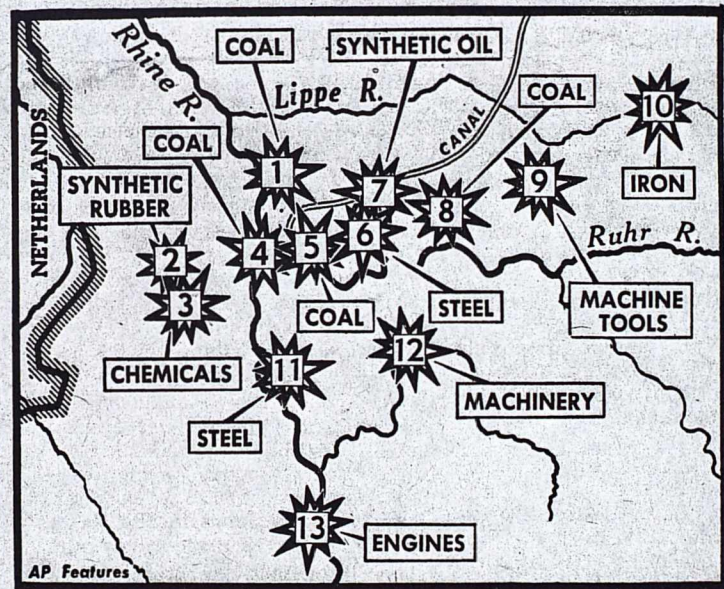 Rhine R.
COAL
SYNTHETIC OIL
Lippe R.
CANAL
COAL
10
IRON
NETHERLANDS
COAL
SYNTHETIC
RUBBER
1
7
8
9
2
4
5
6
Ruhr R.
3
COAL
STEEL
MACHINE
TOOLS
CHEMICALS
11
12
STEEL
MACHINERY
13
ENGINES
AP Features